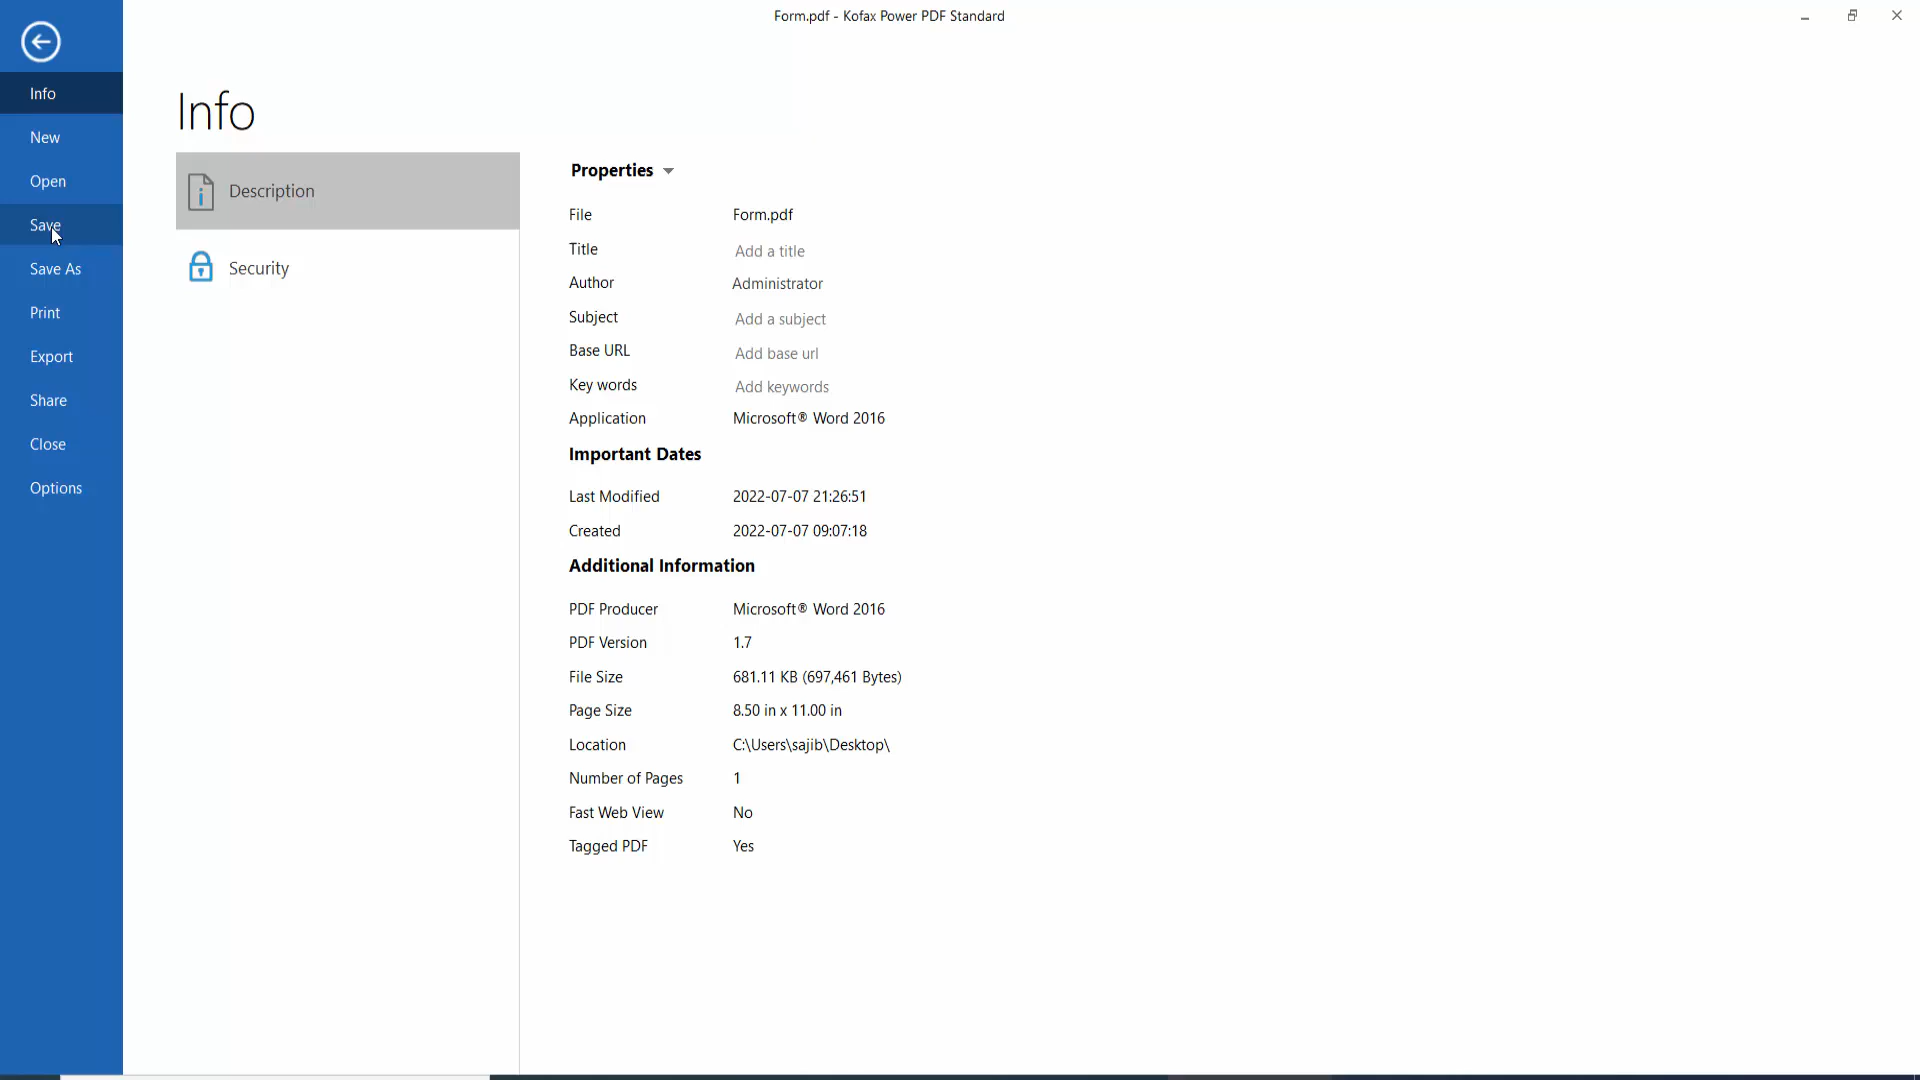 Form.pdf - Kofax Power PDF Standard
Info
New
Open
Save
Save As
Print
Export
Share
Close
Options
Info
Description
Security
Properties
File Form.pdf
Title Add a title
Author Administrator
Subject Add a subject
Base URL Add base url
Key words Add keywords
Application Microsoft® Word 2016
Important Dates
Last Modified 2022-07-07 21:26:51
Created 2022-07-07 09:07:18
Additional Information
PDF Producer Microsoft® Word 2016
PDF Version 1.7
File Size 681.11 KB (697,461 Bytes)
Page Size 8.50 in x 11.00 in
Location C:\Users\sajib\Desktop\
Number of Pages 1
Fast Web View No
Tagged PDF Yes